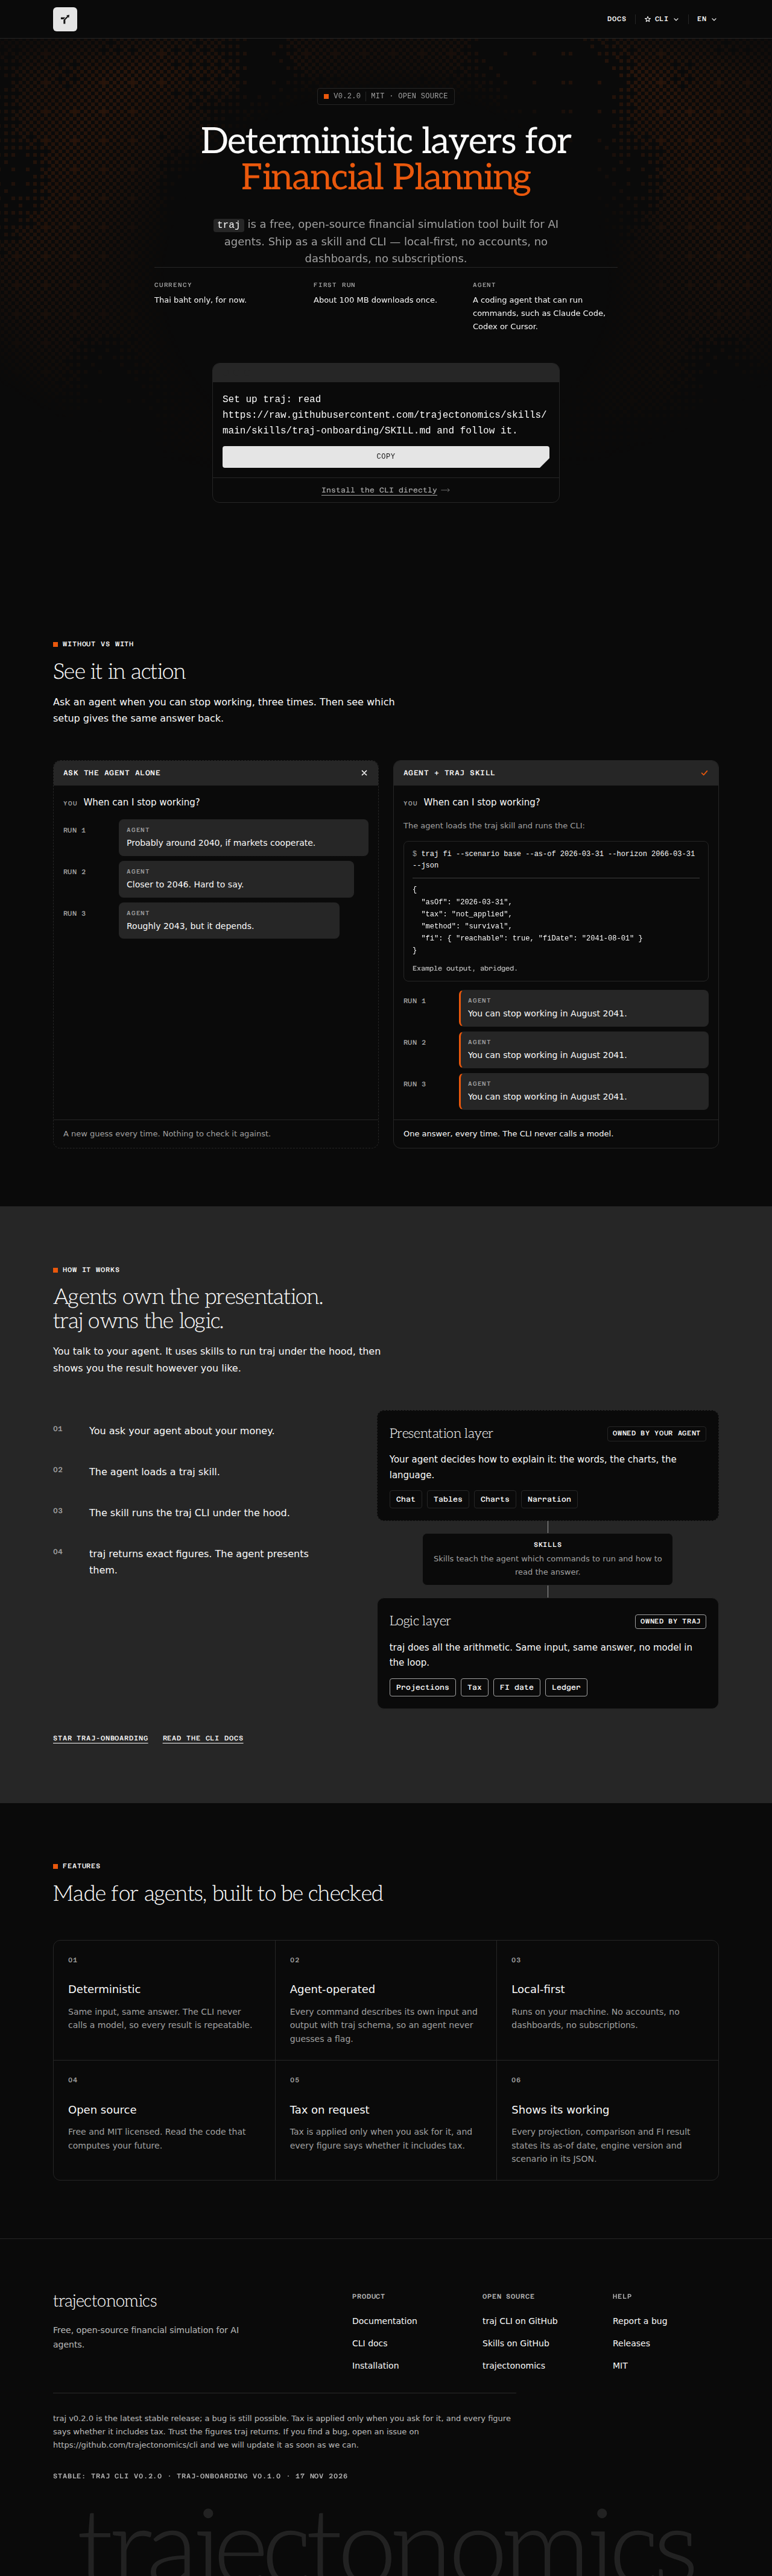 DOCS
CLI
EN
V0.2.0
MIT · OPEN SOURCE
Deterministic layers for
Financial Planning
traj is a free, open-source financial simulation tool built for AI
agents. Ship as a skill and CLI — local-first, no accounts, no
dashboards, no subscriptions.
CURRENCY
Thai baht only, for now.
FIRST RUN
About 100 MB downloads once.
AGENT
A coding agent that can run
commands, such as Claude Code,
Codex or Cursor.
Set up traj: read
https://raw.githubusercontent.com/trajectonomics/skills/
main/skills/traj-onboarding/SKILL.md and follow it.
COPY
Install the CLI directly →
WITHOUT VS WITH
See it in action
Ask an agent when you can stop working, three times. Then see which
setup gives the same answer back.
ASK THE AGENT ALONE
YOU When can I stop working?
RUN 1
AGENT
Probably around 2040, if markets cooperate.
RUN 2
AGENT
Closer to 2046. Hard to say.
RUN 3
AGENT
Roughly 2043, but it depends.
A new guess every time. Nothing to check it against.
AGENT + TRAJ SKILL
YOU When can I stop working?
The agent loads the traj skill and runs the CLI:
$ traj fi --scenario base --as-of 2026-03-31 --horizon 2066-03-31
--json
{
"asOf": "2026-03-31",
"tax": "not_applied",
"method": "survival",
"fi": { "reachable": true, "fiDate": "2041-08-01" }
}
Example output, abridged.
RUN 1
AGENT
You can stop working in August 2041.
RUN 2
AGENT
You can stop working in August 2041.
RUN 3
AGENT
You can stop working in August 2041.
One answer, every time. The CLI never calls a model.
HOW IT WORKS
Agents own the presentation.
traj owns the logic.
You talk to your agent. It uses skills to run traj under the hood, then
shows you the result however you like.
01 You ask your agent about your money.
02 The agent loads a traj skill.
03 The skill runs the traj CLI under the hood.
04 traj returns exact figures. The agent presents
them.
Presentation layer
OWNED BY YOUR AGENT
Your agent decides how to explain it: the words, the charts, the
language.
Chat Tables Charts Narration
SKILLS
Skills teach the agent which commands to run and how to
read the answer.
Logic layer
OWNED BY TRAJ
traj does all the arithmetic. Same input, same answer, no model in
the loop.
Projections Tax FI date Ledger
STAR TRAJ-ONBOARDING
READ THE CLI DOCS
FEATURES
Made for agents, built to be checked
01
Deterministic
Same input, same answer. The CLI never
calls a model, so every result is repeatable.
02
Agent-operated
Every command describes its own input and
output with traj schema, so an agent never
guesses a flag.
03
Local-first
Runs on your machine. No accounts, no
dashboards, no subscriptions.
04
Open source
Free and MIT licensed. Read the code that
computes your future.
05
Tax on request
Tax is applied only when you ask for it, and
every figure says whether it includes tax.
06
Shows its working
Every projection, comparison and FI result
states its as-of date, engine version and
scenario in its JSON.
trajectonomics
Free, open-source financial simulation for AI
agents.
PRODUCT
Documentation
CLI docs
Installation
OPEN SOURCE
traj CLI on GitHub
Skills on GitHub
trajectonomics
HELP
Report a bug
Releases
MIT
traj v0.2.0 is the latest stable release; a bug is still possible. Tax is applied only when you ask for it, and every figure
says whether it includes tax. Trust the figures traj returns. If you find a bug, open an issue on
https://github.com/trajectonomics/cli and we will update it as soon as we can.
STABLE: TRAJ CLI V0.2.0 · TRAJ-ONBOARDING V0.1.0 · 17 NOV 2026
trajectonomics